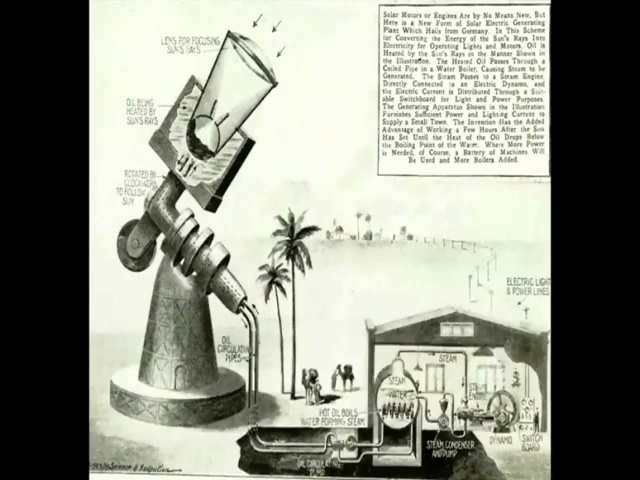 Solar Motors or Engines Are by No Means New, But
Here is a New Form of Solar Electric Generating
Plant Which Hails from Germany. In This Scheme
for Converting the Energy of the Sun's Rays Into
Electricity for Operating Lights and Motors, Oil is
Heated by the Sun's Rays in the Manner Shown in
the Illustration. The Heated Oil Passes Through a
Coiled Pipe in a Water Boiler, Causing Steam to be
Generated. The Steam Passes to a Steam Engine,
Directly Connected to an Electric Dynamo, and
the Electric Current is Distributed Through a Suit-
able Switchboard for Light and Power Purposes.
The Generating Apparatus Shown in the Illustration
Furnishes Sufficient Power and Lighting Current to
Supply a Small Town. The Invention Has the Added
Advantage of Working a Few Hours After the Sun
Has Set Until the Heat of the Oil Drops Below
the Boiling Point of the Water. Where More Power
is Needed, of Course, a Battery of Machines Will
Be Used and More Boilers Added.
LENS FOR FOCUSING
SUN'S RAYS
OIL BEING
HEATED BY
SUN'S RAYS
ROTATED BY
CLOCKWORK
TO FOLLOW
SUN
ELECTRIC LIGHT
& POWER LINES
OIL
CIRCULATING
PIPES
STEAM
STEAM
WATER
STEAM
ENGINE
HOT OIL BOILS
WATER FORMING STEAM
STEAM CONDENSER
AND PUMP
DYNAMO
SWITCH
BOARD
OIL CIRCULATING
PUMP
Science & Invention